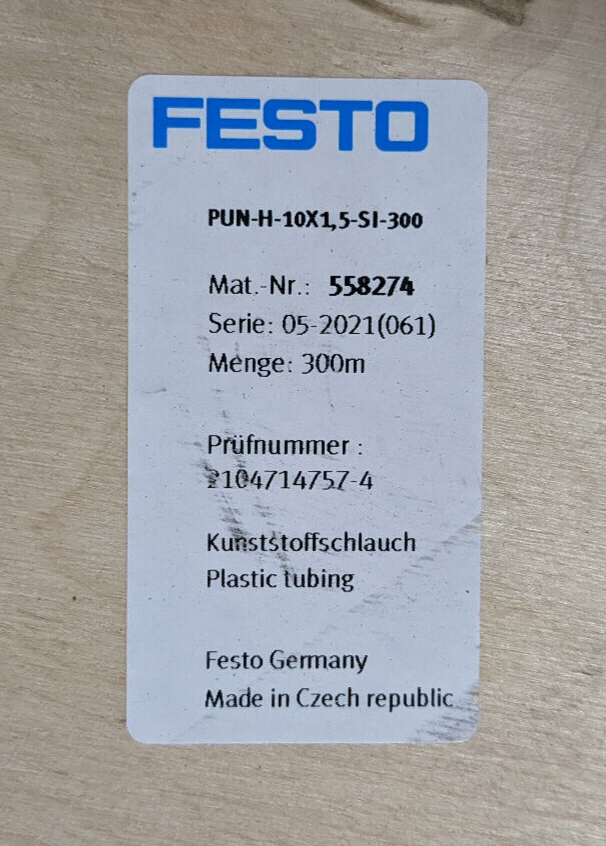 FESTO
PUN-H-10X1,5-SI-300
Mat.-Nr.: 558274
Serie: 05-2021(061)
Menge: 300m
Prüfnummer :
2104714757-4
Kunststoffschlauch
Plastic tubing
Festo Germany
Made in Czech republic